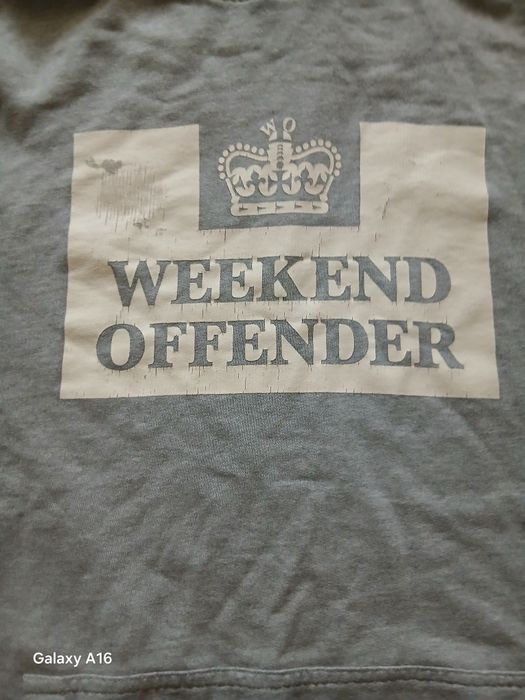 WO
WEEKEND
OFFENDER
Galaxy A16